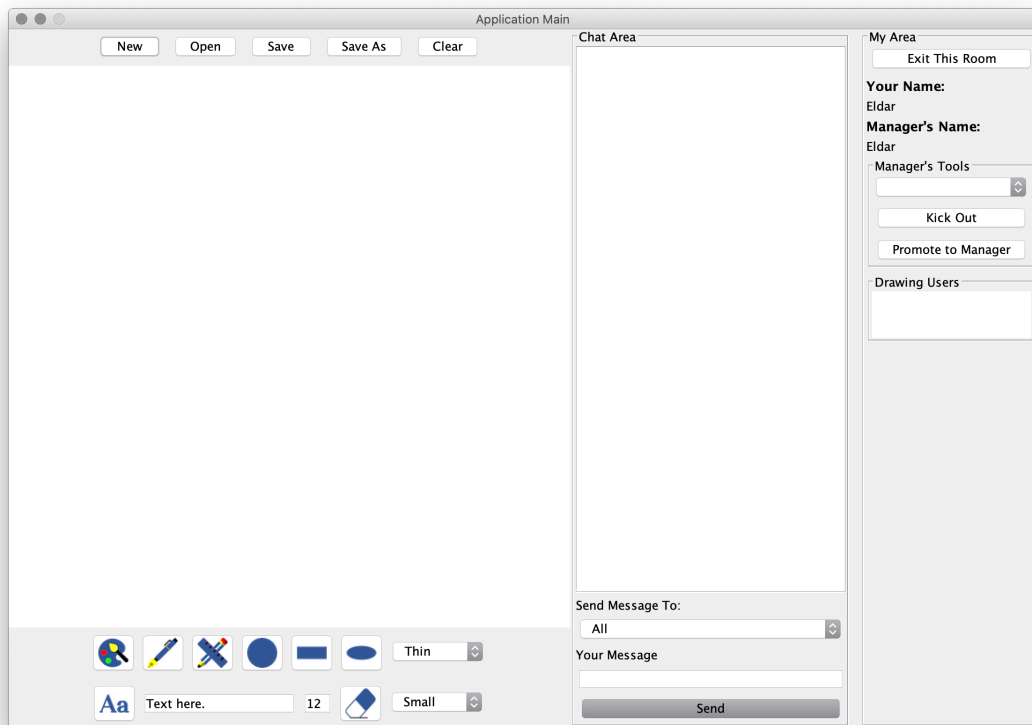 Application Main
New Open Save Save As Clear
Chat Area
Send Message To:
All
Your Message
Send
My Area
Exit This Room
Your Name:
Eldar
Manager's Name:
Eldar
Manager's Tools
Kick Out
Promote to Manager
Drawing Users
Thin
Aa Text here. 12 Small